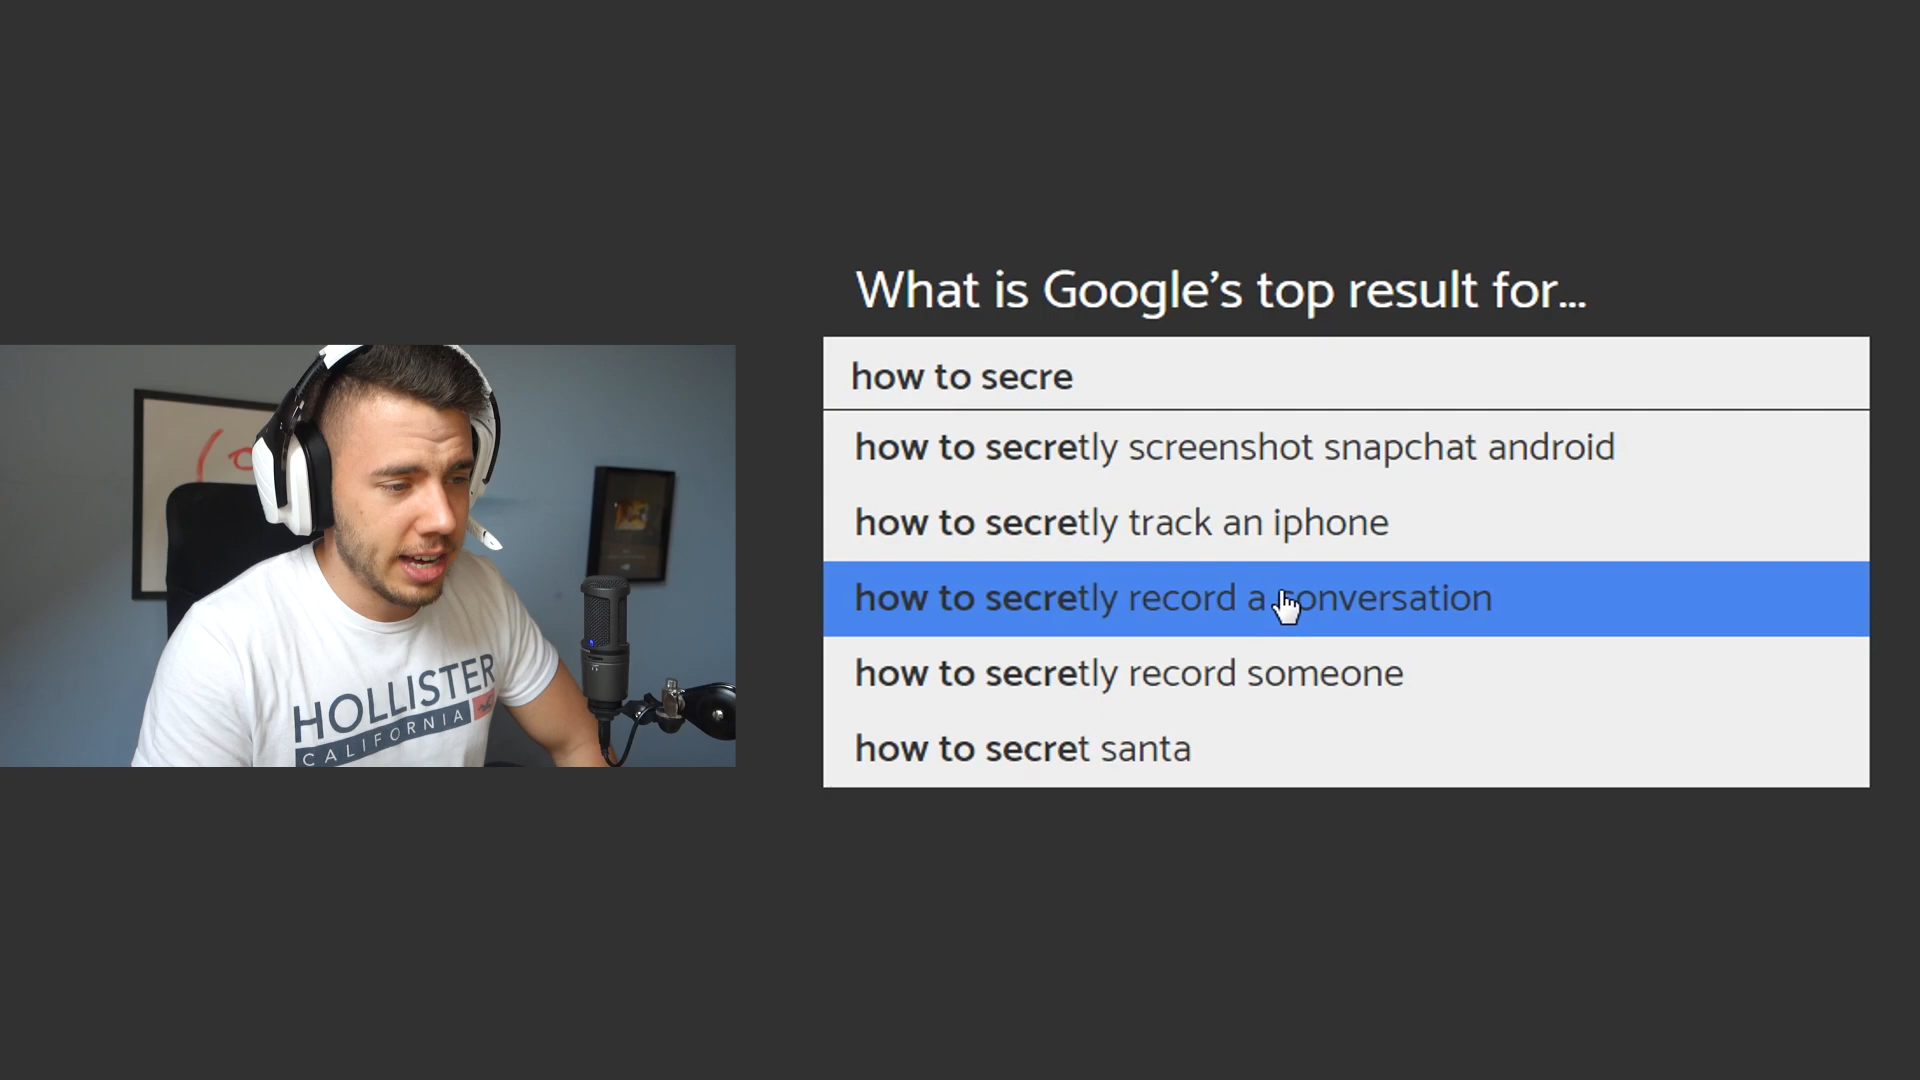 What is Google's top result for...
how to secre
how to secretly screenshot snapchat android
how to secretly track an iphone
how to secretly record a conversation
how to secretly record someone
how to secret santa
HOLLISTER
CALIFORNIA